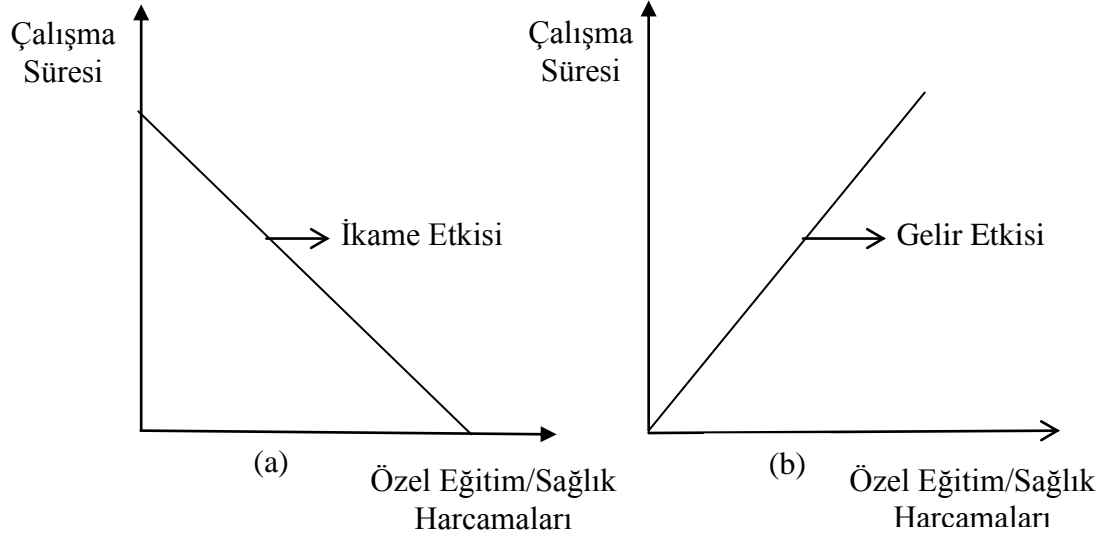 Çalışma
Süresi
İkame Etkisi
(a)
Özel Eğitim/Sağlık
Harcamaları
Çalışma
Süresi
Gelir Etkisi
(b)
Özel Eğitim/Sağlık
Harcamaları